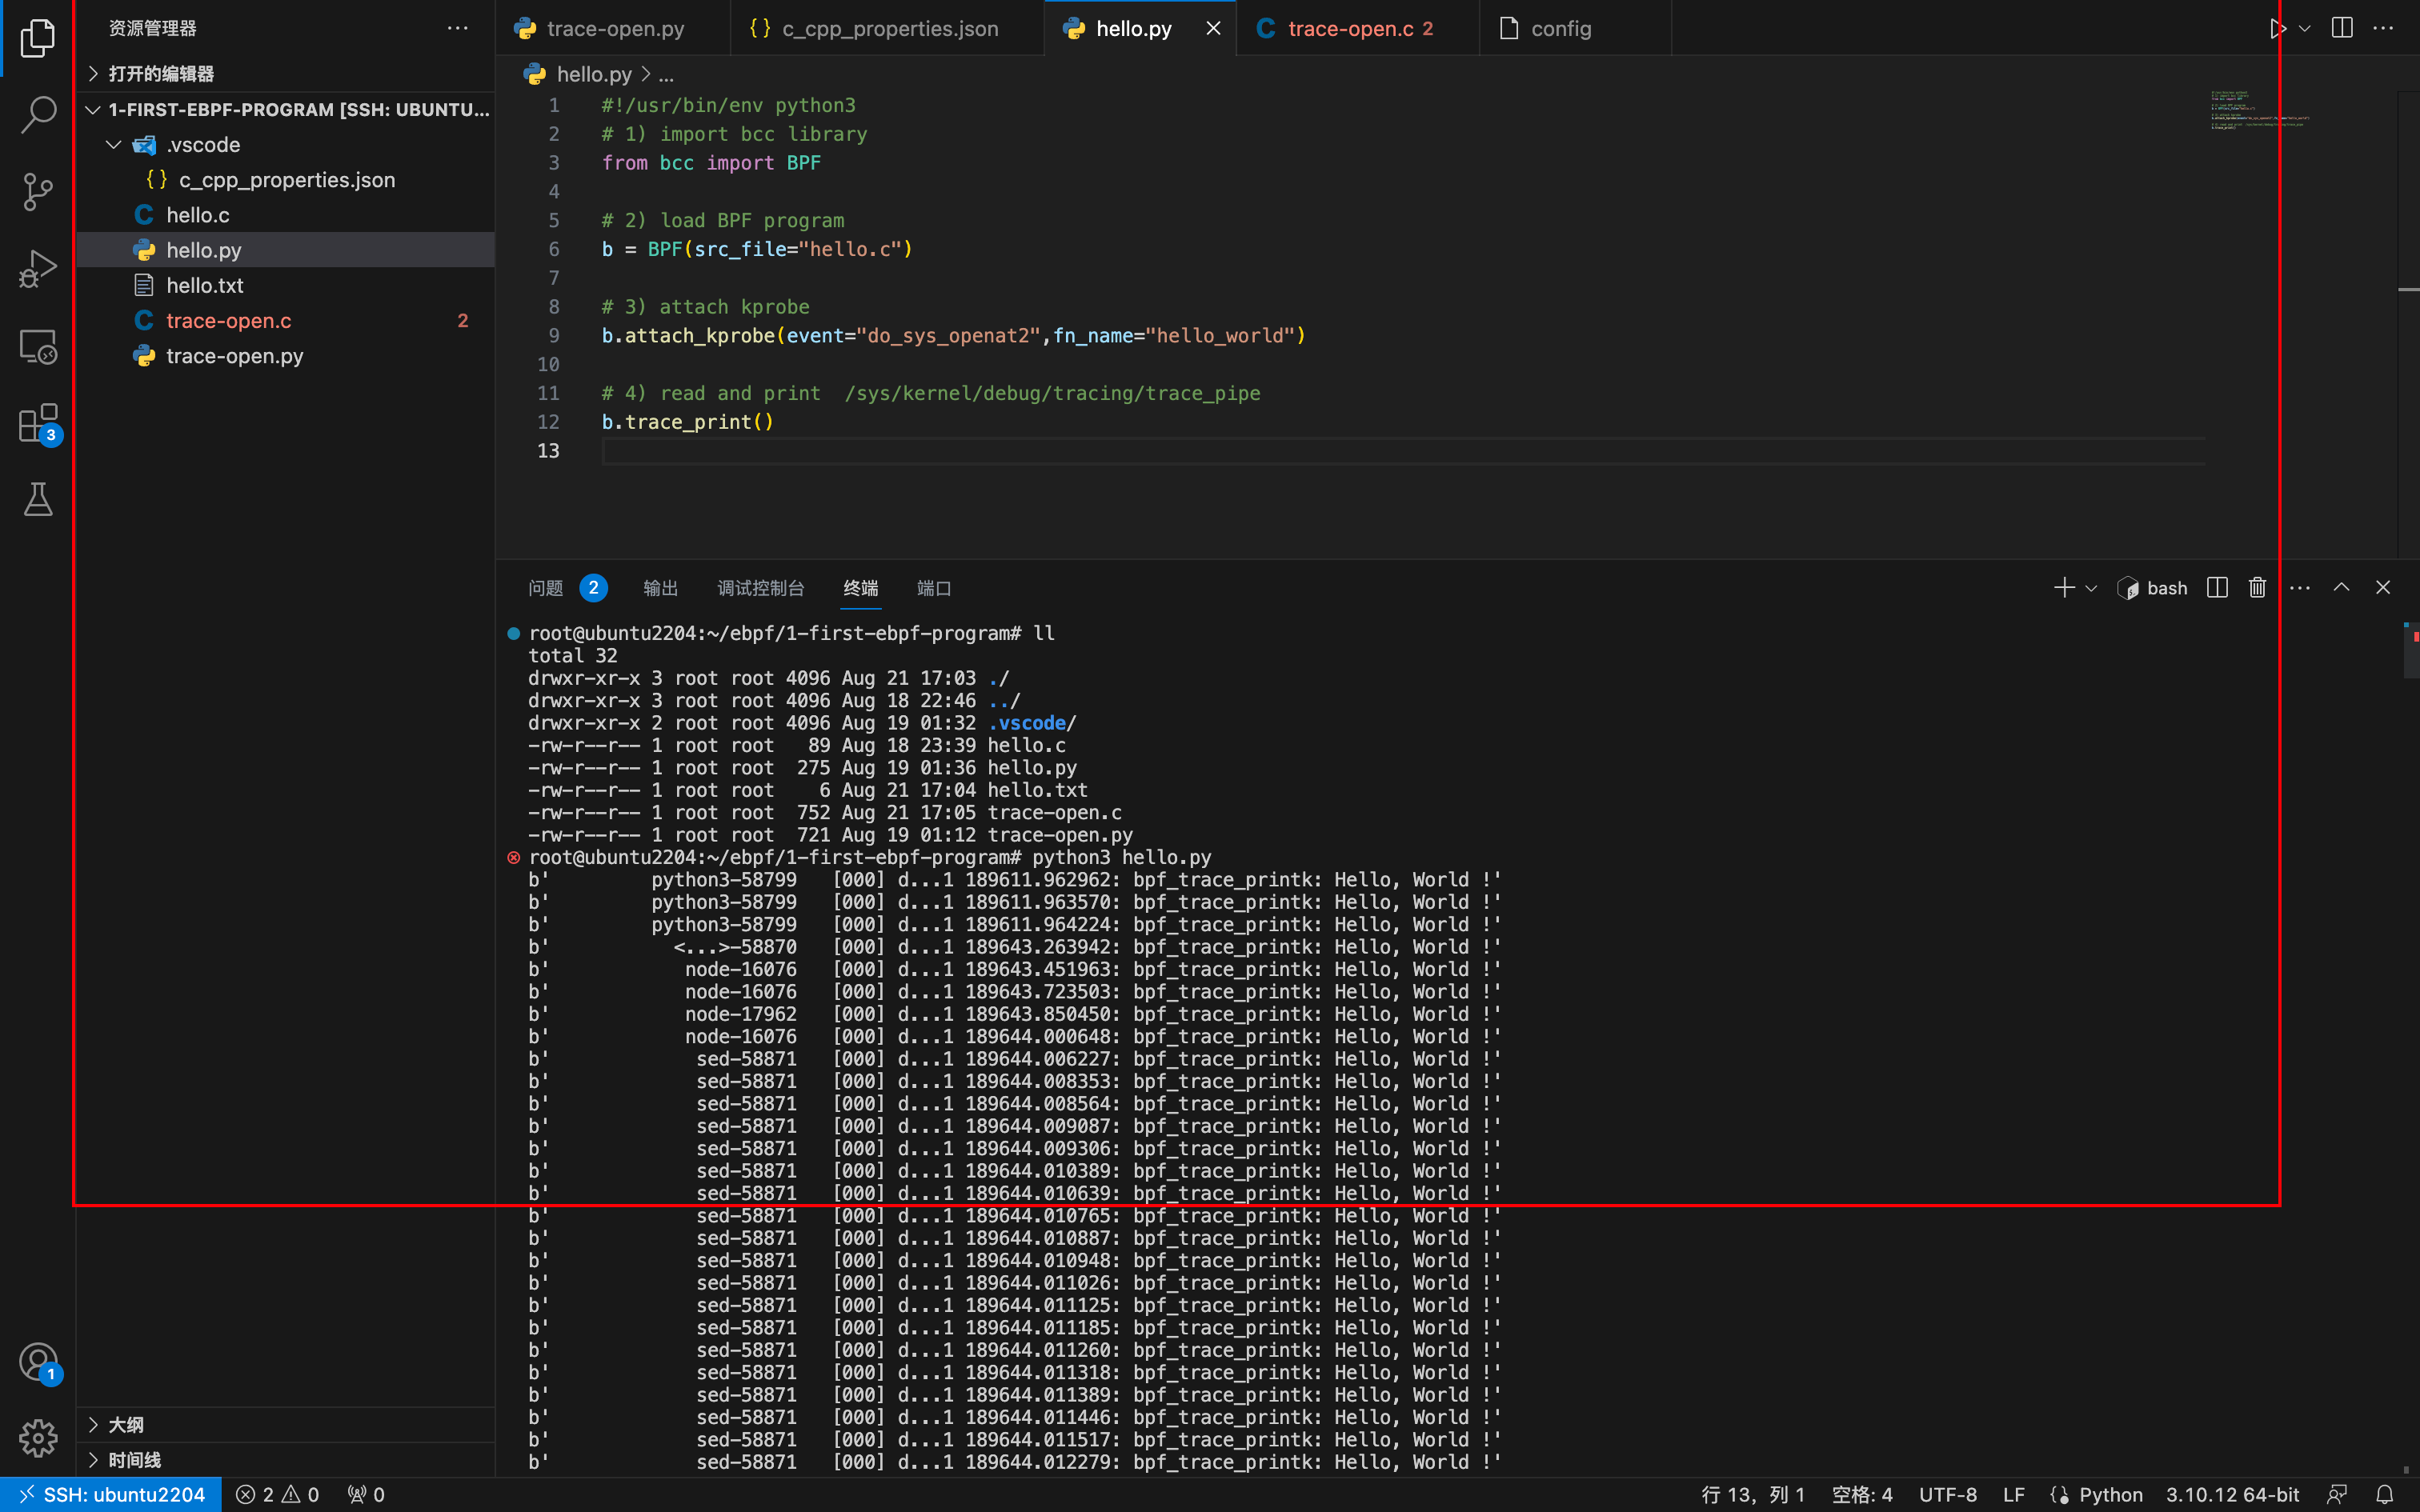 资源管理器
打开的编辑器
1-FIRST-EBPF-PROGRAM [SSH: UBUNTU...
.vscode
{} c_cpp_properties.json
C hello.c
hello.py
hello.txt
C trace-open.c 2
trace-open.py
3
1
大纲
时间线
trace-open.py
{} c_cpp_properties.json
hello.py
C trace-open.c 2
config
hello.py > ...
1 #!/usr/bin/env python3
2 # 1) import bcc library
3 from bcc import BPF
4
5 # 2) load BPF program
6 b = BPF(src_file="hello.c")
7
8 # 3) attach kprobe
9 b.attach_kprobe(event="do_sys_openat2",fn_name="hello_world")
10
11 # 4) read and print  /sys/kernel/debug/tracing/trace_pipe
12 b.trace_print()
13
问题 2 输出 调试控制台 终端 端口
bash
root@ubuntu2204:~/ebpf/1-first-ebpf-program# ll
total 32
drwxr-xr-x 3 root root 4096 Aug 21 17:03 ./
drwxr-xr-x 3 root root 4096 Aug 18 22:46 ../
drwxr-xr-x 2 root root 4096 Aug 19 01:32 .vscode/
-rw-r--r-- 1 root root   89 Aug 18 23:39 hello.c
-rw-r--r-- 1 root root  275 Aug 19 01:36 hello.py
-rw-r--r-- 1 root root    6 Aug 21 17:04 hello.txt
-rw-r--r-- 1 root root  752 Aug 21 17:05 trace-open.c
-rw-r--r-- 1 root root  721 Aug 19 01:12 trace-open.py
root@ubuntu2204:~/ebpf/1-first-ebpf-program# python3 hello.py
b'         python3-58799   [000] d...1 189611.962962: bpf_trace_printk: Hello, World !'
b'         python3-58799   [000] d...1 189611.963570: bpf_trace_printk: Hello, World !'
b'         python3-58799   [000] d...1 189611.964224: bpf_trace_printk: Hello, World !'
b'           <...>-58870   [000] d...1 189643.263942: bpf_trace_printk: Hello, World !'
b'            node-16076   [000] d...1 189643.451963: bpf_trace_printk: Hello, World !'
b'            node-16076   [000] d...1 189643.723503: bpf_trace_printk: Hello, World !'
b'            node-17962   [000] d...1 189643.850450: bpf_trace_printk: Hello, World !'
b'            node-16076   [000] d...1 189644.000648: bpf_trace_printk: Hello, World !'
b'             sed-58871   [000] d...1 189644.006227: bpf_trace_printk: Hello, World !'
b'             sed-58871   [000] d...1 189644.008353: bpf_trace_printk: Hello, World !'
b'             sed-58871   [000] d...1 189644.008564: bpf_trace_printk: Hello, World !'
b'             sed-58871   [000] d...1 189644.009087: bpf_trace_printk: Hello, World !'
b'             sed-58871   [000] d...1 189644.009306: bpf_trace_printk: Hello, World !'
b'             sed-58871   [000] d...1 189644.010389: bpf_trace_printk: Hello, World !'
b'             sed-58871   [000] d...1 189644.010639: bpf_trace_printk: Hello, World !'
b'             sed-58871   [000] d...1 189644.010765: bpf_trace_printk: Hello, World !'
b'             sed-58871   [000] d...1 189644.010887: bpf_trace_printk: Hello, World !'
b'             sed-58871   [000] d...1 189644.010948: bpf_trace_printk: Hello, World !'
b'             sed-58871   [000] d...1 189644.011026: bpf_trace_printk: Hello, World !'
b'             sed-58871   [000] d...1 189644.011125: bpf_trace_printk: Hello, World !'
b'             sed-58871   [000] d...1 189644.011185: bpf_trace_printk: Hello, World !'
b'             sed-58871   [000] d...1 189644.011260: bpf_trace_printk: Hello, World !'
b'             sed-58871   [000] d...1 189644.011318: bpf_trace_printk: Hello, World !'
b'             sed-58871   [000] d...1 189644.011389: bpf_trace_printk: Hello, World !'
b'             sed-58871   [000] d...1 189644.011446: bpf_trace_printk: Hello, World !'
b'             sed-58871   [000] d...1 189644.011517: bpf_trace_printk: Hello, World !'
b'             sed-58871   [000] d...1 189644.012279: bpf_trace_printk: Hello, World !'
SSH: ubuntu2204 2 0 0 行 13，列 1 空格: 4 UTF-8 LF Python 3.10.12 64-bit